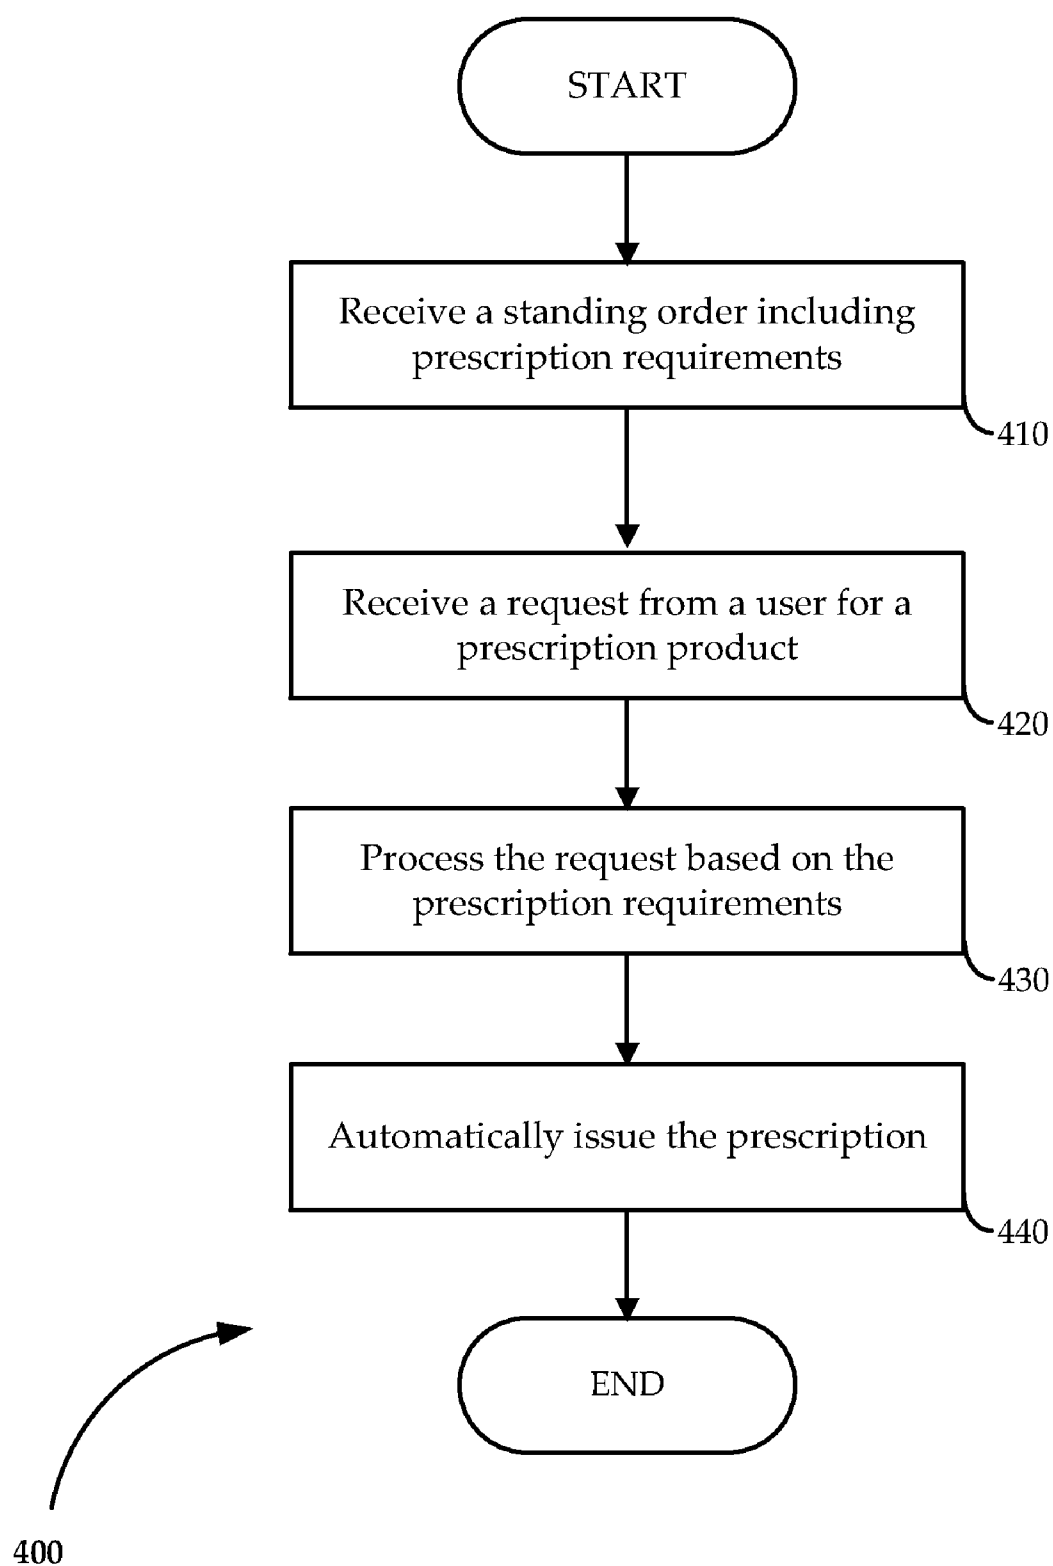 START
Receive a standing order including
prescription requirements
410
Receive a request from a user for a
prescription product
420
Process the request based on the
prescription requirements
430
Automatically issue the prescription
440
END
400